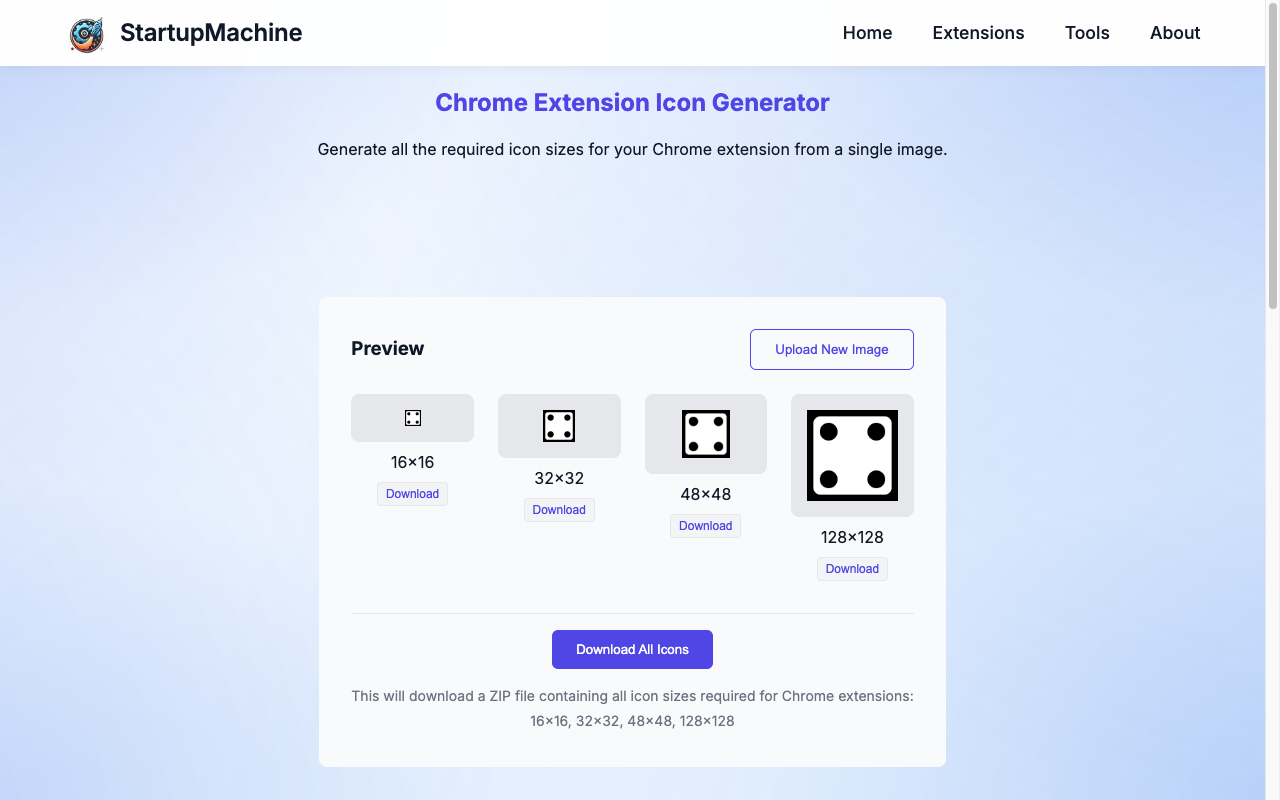 StartupMachine
Home Extensions Tools About
Chrome Extension Icon Generator
Generate all the required icon sizes for your Chrome extension from a single image.
Preview
Upload New Image
16×16
Download
32×32
Download
48×48
Download
128×128
Download
Download All Icons
This will download a ZIP file containing all icon sizes required for Chrome extensions:
16×16, 32×32, 48×48, 128×128